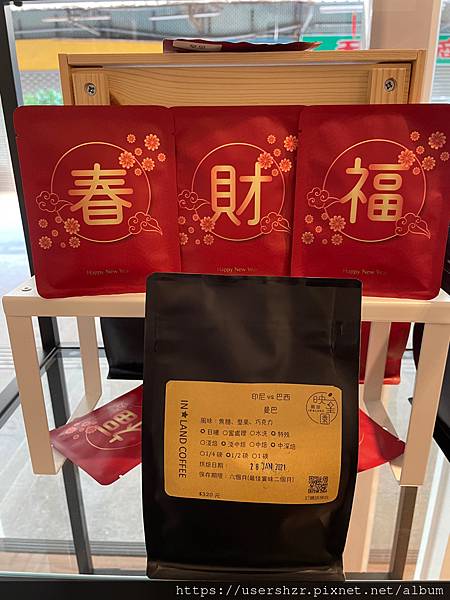 春
Happy New Year
財
Happy New Year
福
Happy New Year
IN★LAND COFFEE
印尼 vs 巴西
曼巴
風味：焦糖、堅果、巧克力
日曬 蜜處理 水洗 特殊
淺焙 淺中焙 中焙 中深焙
1/4 磅 1/2 磅 1 磅
烘焙日期： 28 JAN 2021
保存期限：六個月(最佳賞味二個月)
$320 元
https://usershzr.pixnet.net/album